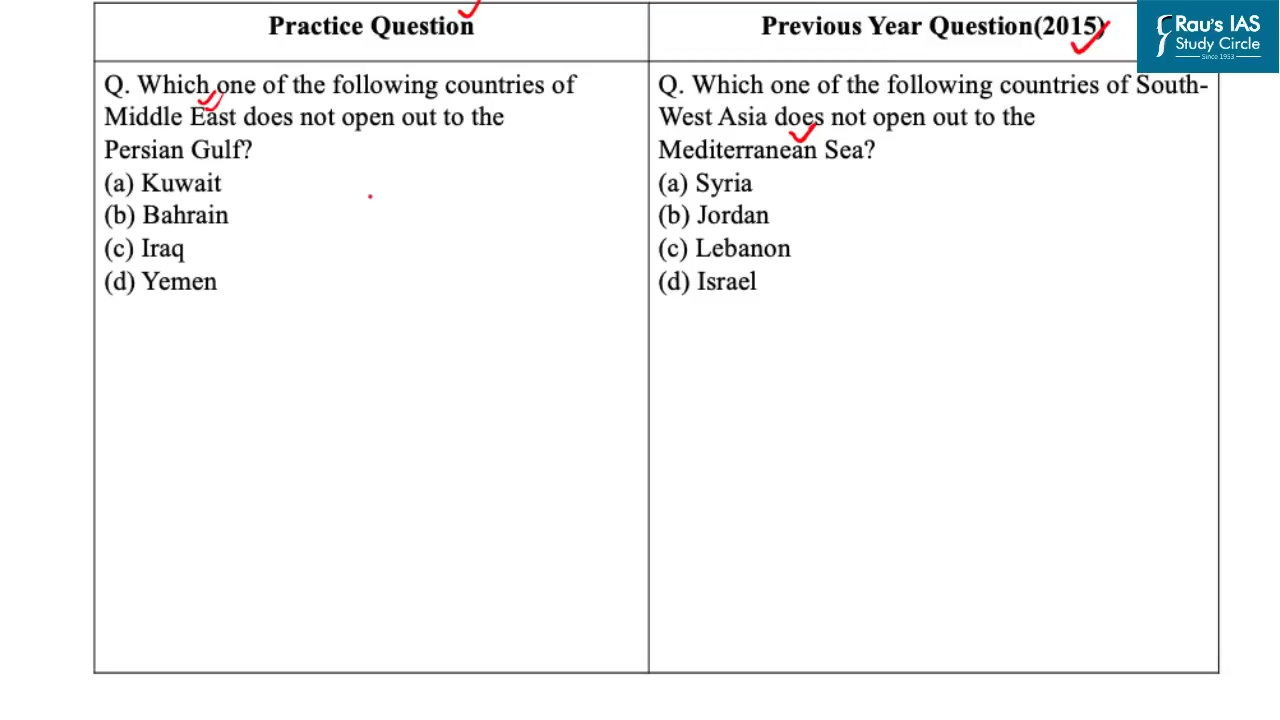 Practice Question
Q. Which one of the following countries of
Middle East does not open out to the
Persian Gulf?
(a) Kuwait
(b) Bahrain
(c) Iraq
(d) Yemen
Previous Year Question(2015)
Q. Which one of the following countries of South-
West Asia does not open out to the
Mediterranean Sea?
(a) Syria
(b) Jordan
(c) Lebanon
(d) Israel
Rau's IAS
Study Circle
Since 1953